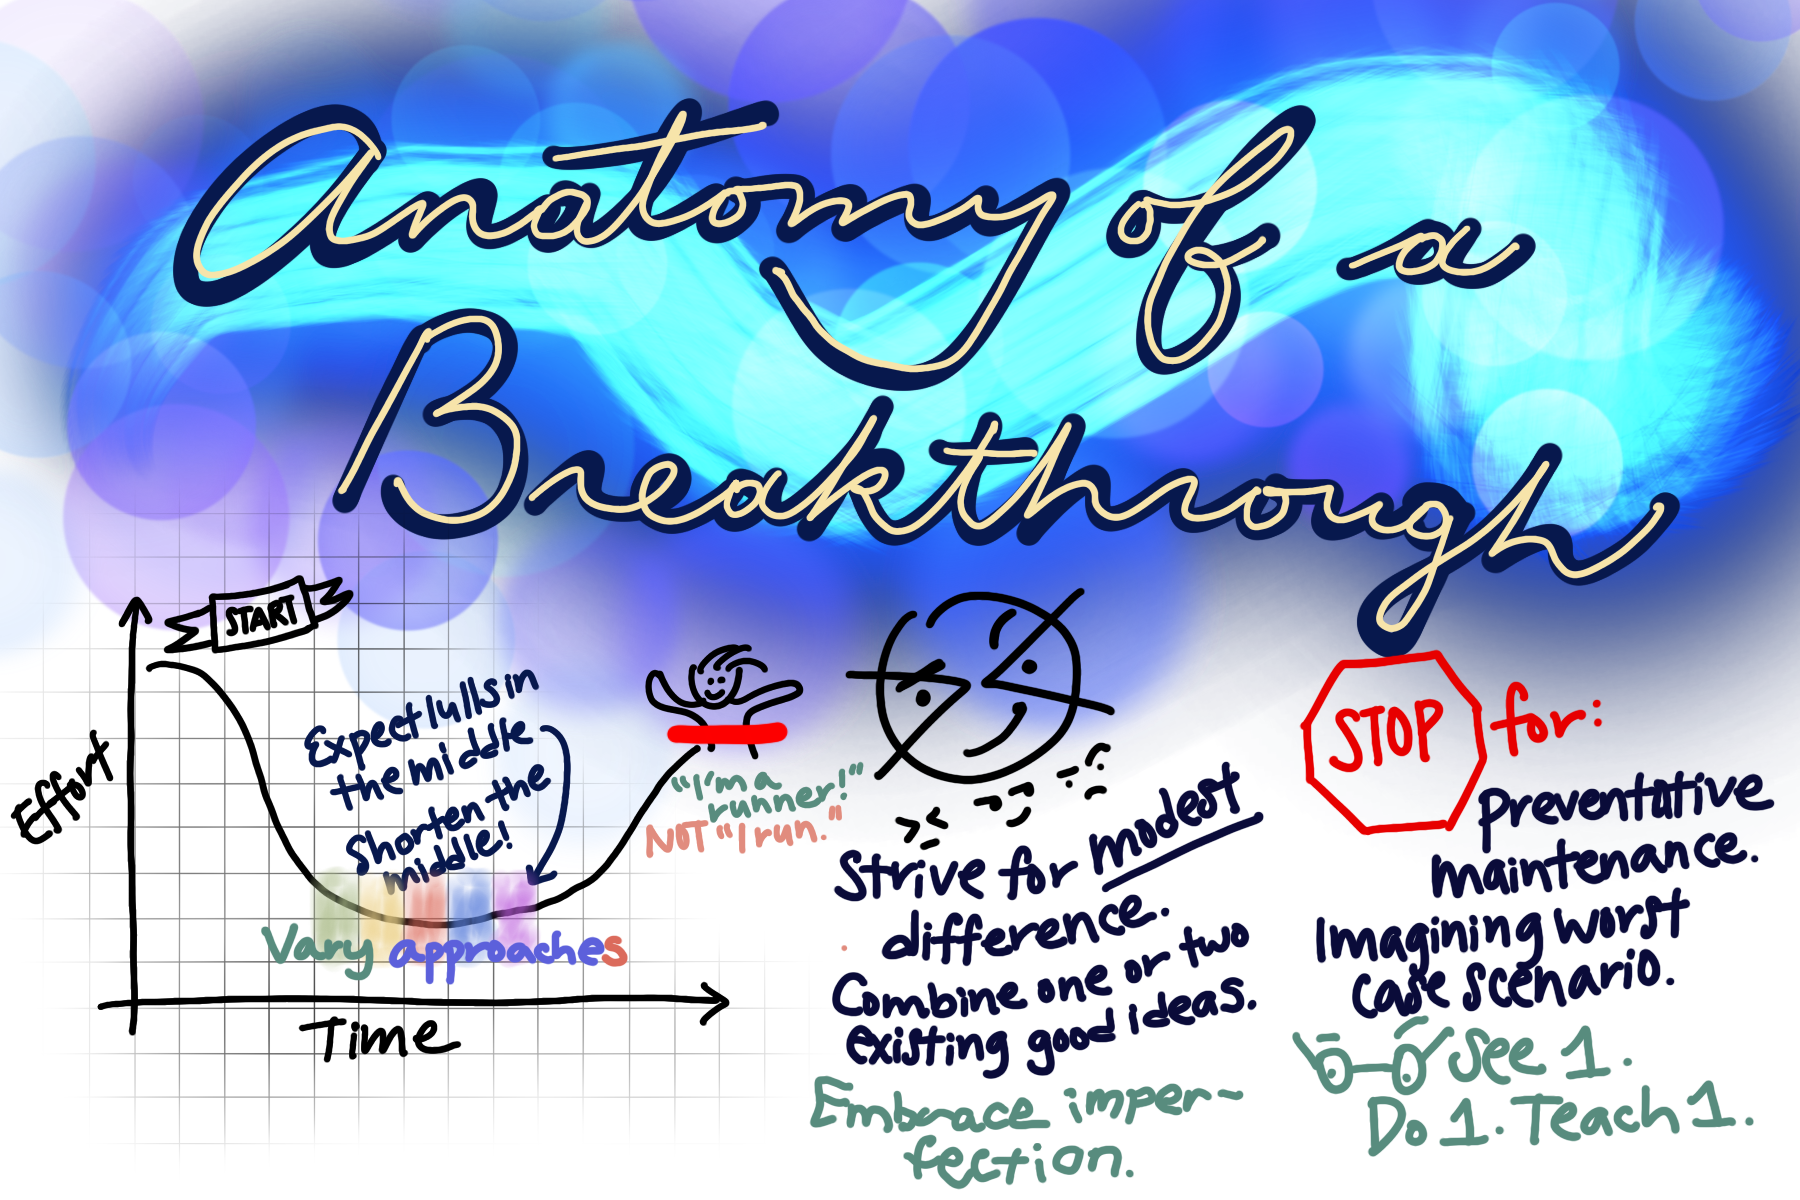 Anatomy of a
Breakthrough
START
Effort
Expect lulls in
the middle
Shorten the
middle!
Vary approaches
Time
"I'm a
runner!"
NOT "I run."
Strive for modest
difference.
Combine one or two
existing good ideas.
Embrace imper-
fection.
STOP for:
preventative
maintenance.
Imagining worst
case scenario.
See 1.
Do 1. Teach 1.